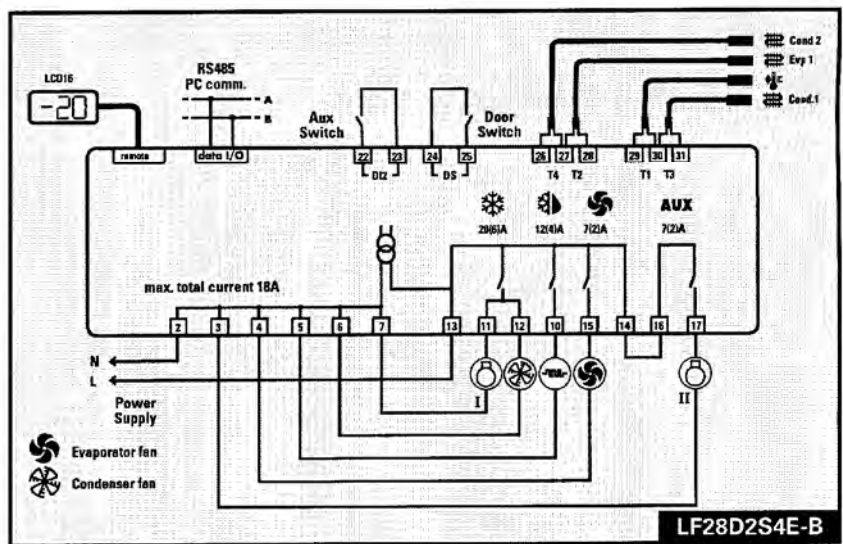 Cond 2
LCD16
RS485
PC comm.
Evp 1
-20
A
B
Aux
Switch
Door
Switch
°C
Cond.1
remote
data I/O
22 23 24 25 26 27 28 29 30 31
DI2 DS T4 T2 T1 T3
AUX
20(6)A 12(4)A 7(2)A 7(2)A
max. total current 18A
2 3 4 5 6 7 13 11 12 10 15 14 16 17
N
L
I
II
Power
Supply
Evaporator fan
Condenser fan
LF28D2S4E-B